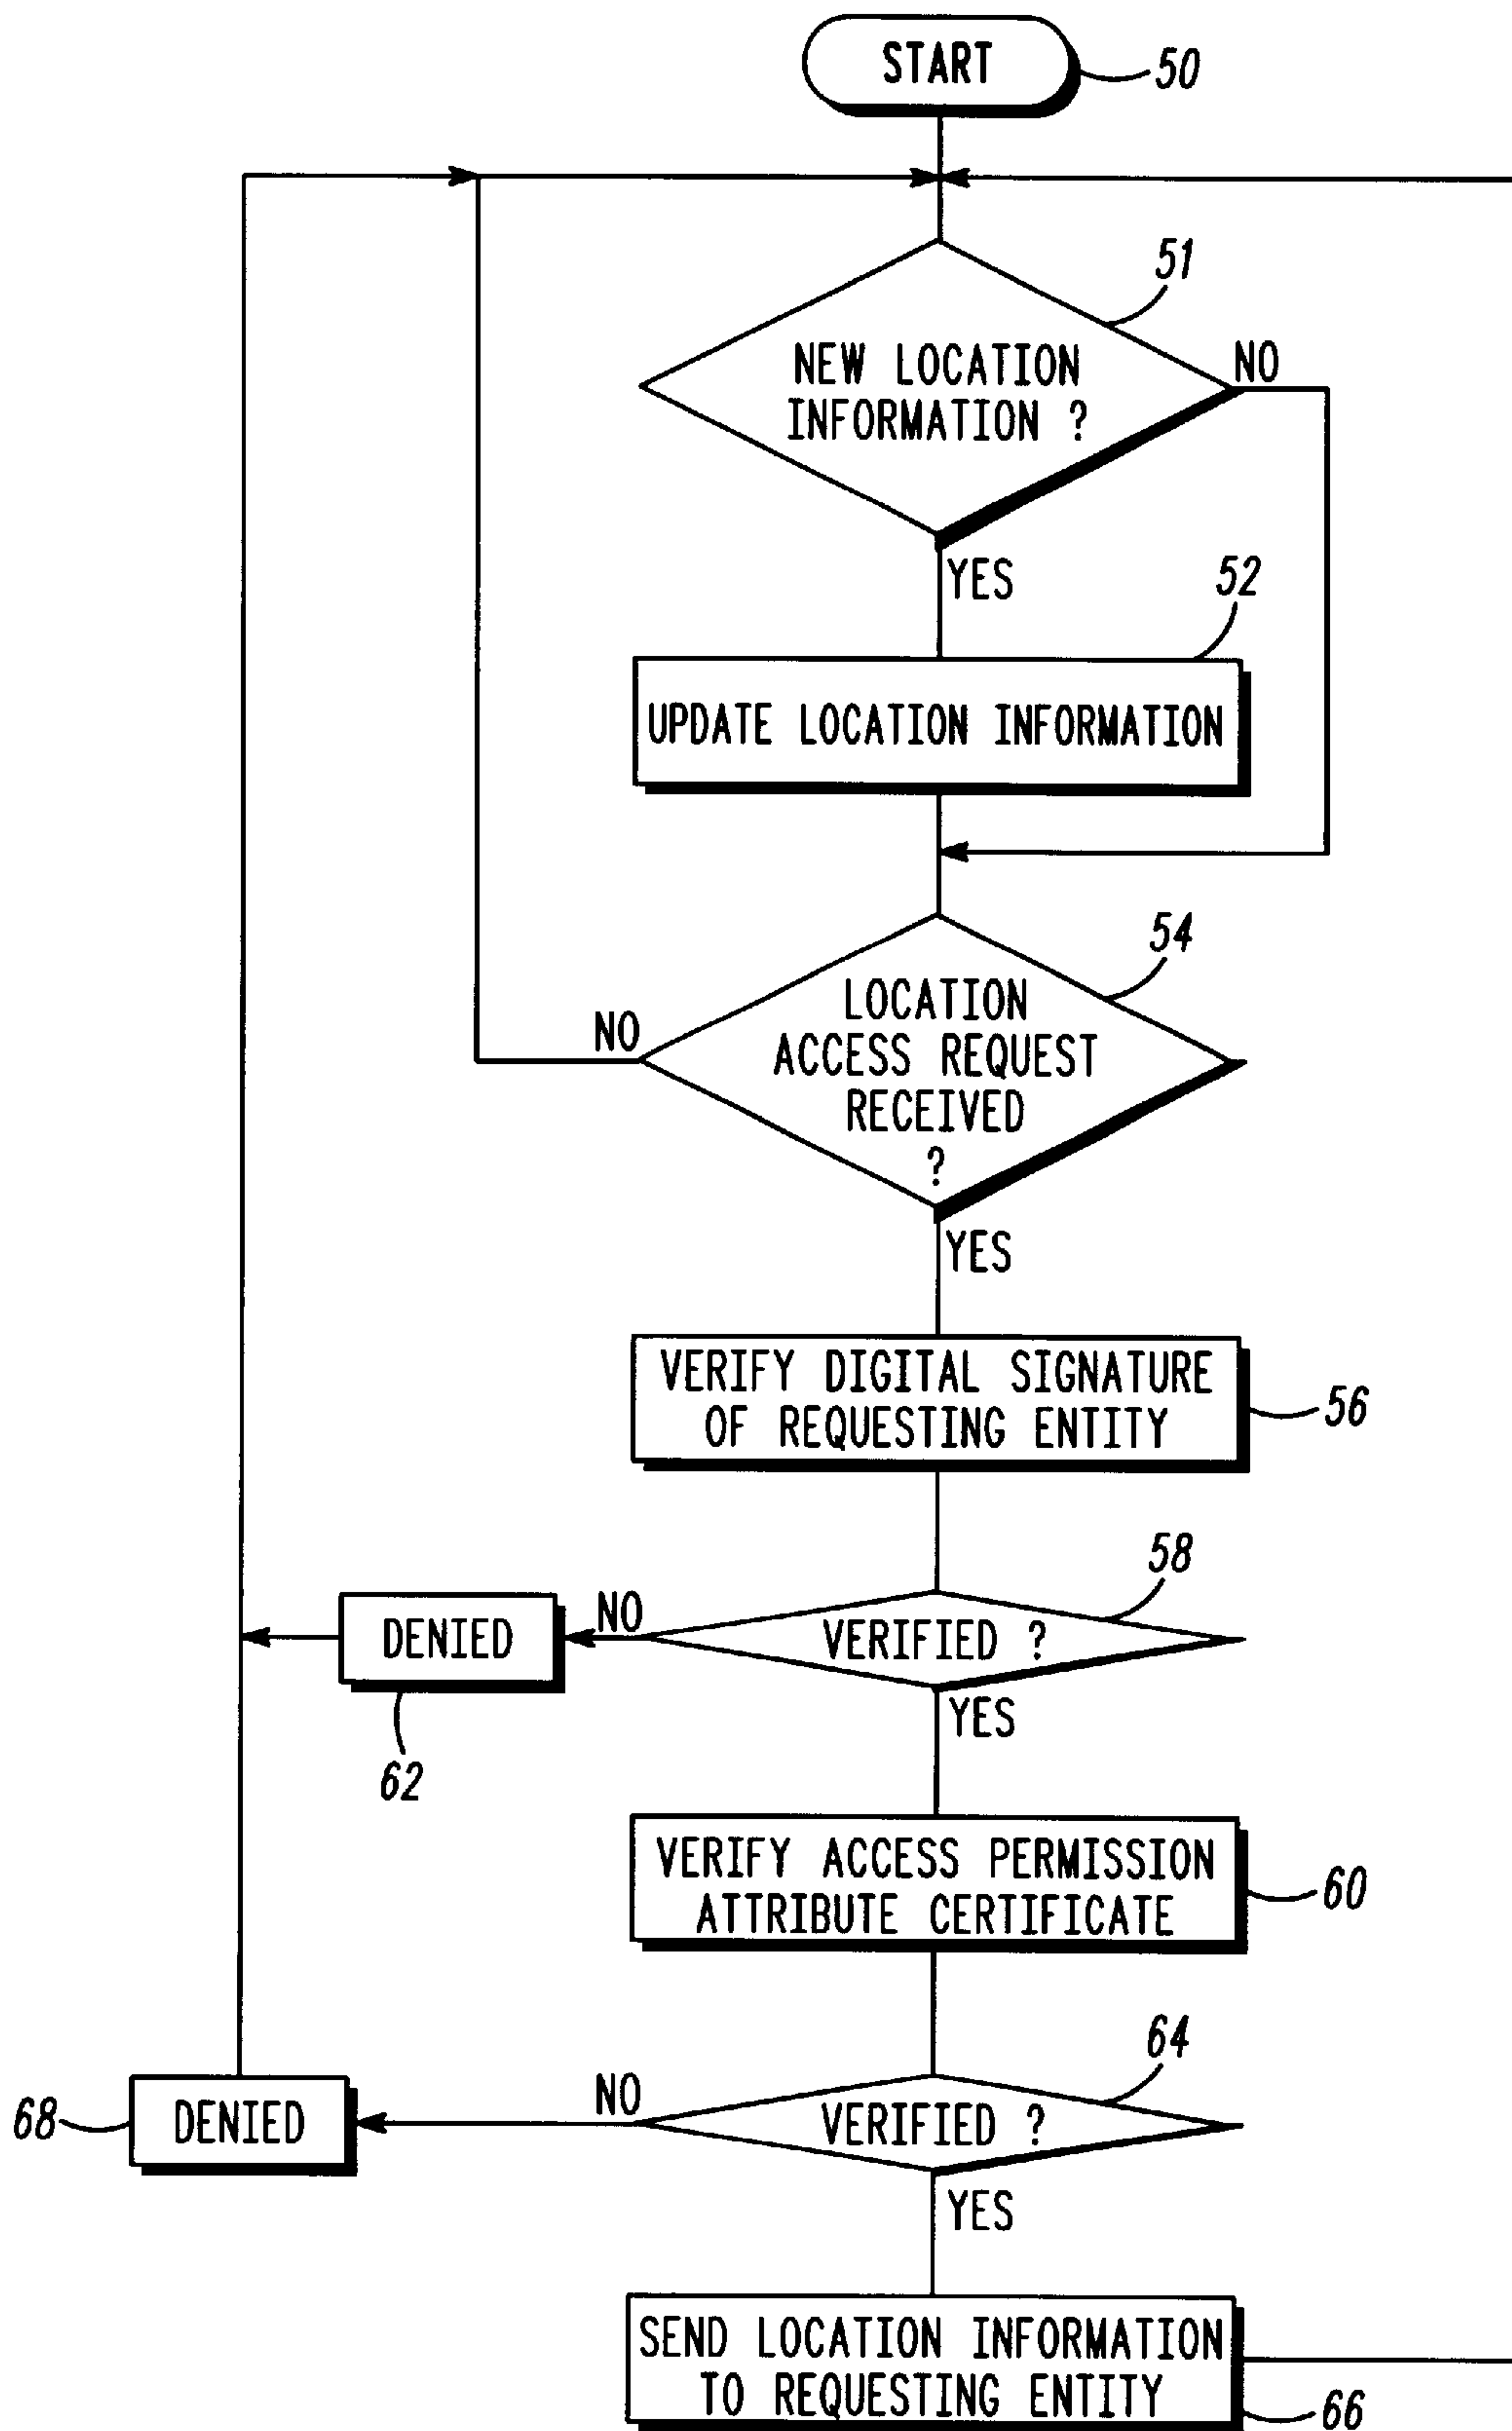 START
50
51
NEW LOCATION
INFORMATION ?
NO
YES
52
UPDATE LOCATION INFORMATION
54
LOCATION
ACCESS REQUEST
RECEIVED
?
NO
YES
VERIFY DIGITAL SIGNATURE
OF REQUESTING ENTITY
56
58
VERIFIED ?
NO
DENIED
62
YES
VERIFY ACCESS PERMISSION
ATTRIBUTE CERTIFICATE
60
64
VERIFIED ?
NO
DENIED
68
YES
SEND LOCATION INFORMATION
TO REQUESTING ENTITY
66